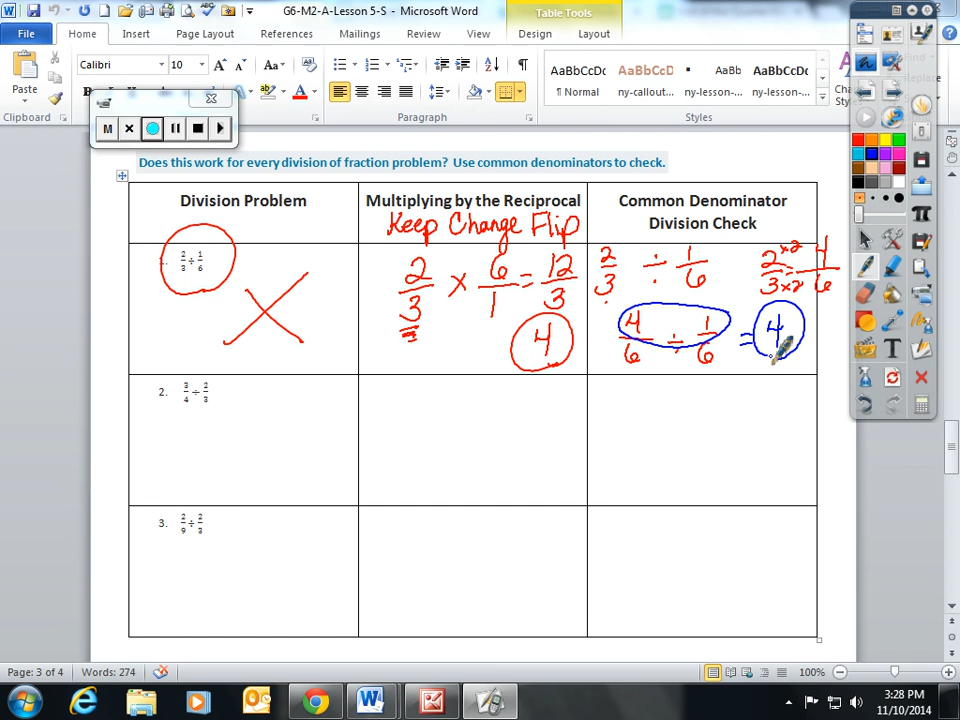 G6-M2-A-Lesson 5-S - Microsoft Word
Table Tools
File Home Insert Page Layout References Mailings Review View Design Layout
Paste
Calibri 10
AaBbCcDc AaBbCcDc AaBb AaBbCcDc
¶ Normal ny-callout... ny-lesson-... ny-lesson-...
Clipboard Paragraph Styles
M
Does this work for every division of fraction problem? Use common denominators to check.
Division Problem
Multiplying by the Reciprocal
Keep Change Flip
Common Denominator
Division Check
2/3 ÷ 1/6
2/3 × 6/1 = 12/3
4
2/3 ÷ 1/6
2×2/3×2 = 4/6
4/6 ÷ 1/6 = 4
2. 3/4 ÷ 2/3
3. 2/9 ÷ 2/3
Page: 3 of 4 Words: 274 100%
3:28 PM
11/10/2014